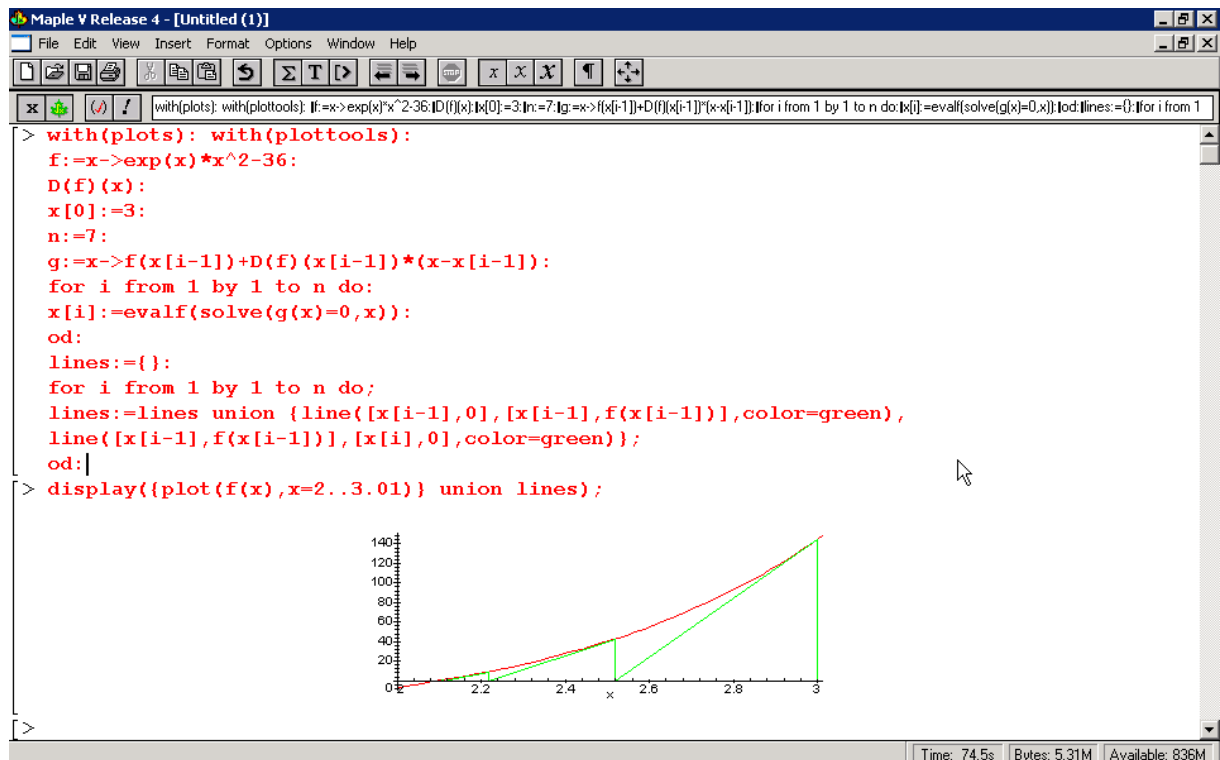 Maple V Release 4 - [Untitled (1)]
File Edit View Insert Format Options Window Help
Σ T [> STOP x x x ¶
x (/) ! with(plots): with(plottools): f:=x->exp(x)*x^2-36: D(f)(x): x[0]:=3: n:=7: g:=x->f(x[i-1])+D(f)(x[i-1])*(x-x[i-1]): for i from 1 by 1 to n do: x[i]:=evalf(solve(g(x)=0,x)): od: lines:={}: for i from 1
> with(plots): with(plottools):
f:=x->exp(x)*x^2-36:
D(f)(x):
x[0]:=3:
n:=7:
g:=x->f(x[i-1])+D(f)(x[i-1])*(x-x[i-1]):
for i from 1 by 1 to n do:
x[i]:=evalf(solve(g(x)=0,x)):
od:
lines:={}:
for i from 1 by 1 to n do;
lines:=lines union {line([x[i-1],0],[x[i-1],f(x[i-1])],color=green),
line([x[i-1],f(x[i-1])],[x[i],0],color=green)};
od:
> display({plot(f(x),x=2..3.01)} union lines);
140
120
100
80
60
40
20
0 2 2.2 2.4 2.6 2.8 3
x
>
Time: 74.5s Bytes: 5.31M Available: 836M